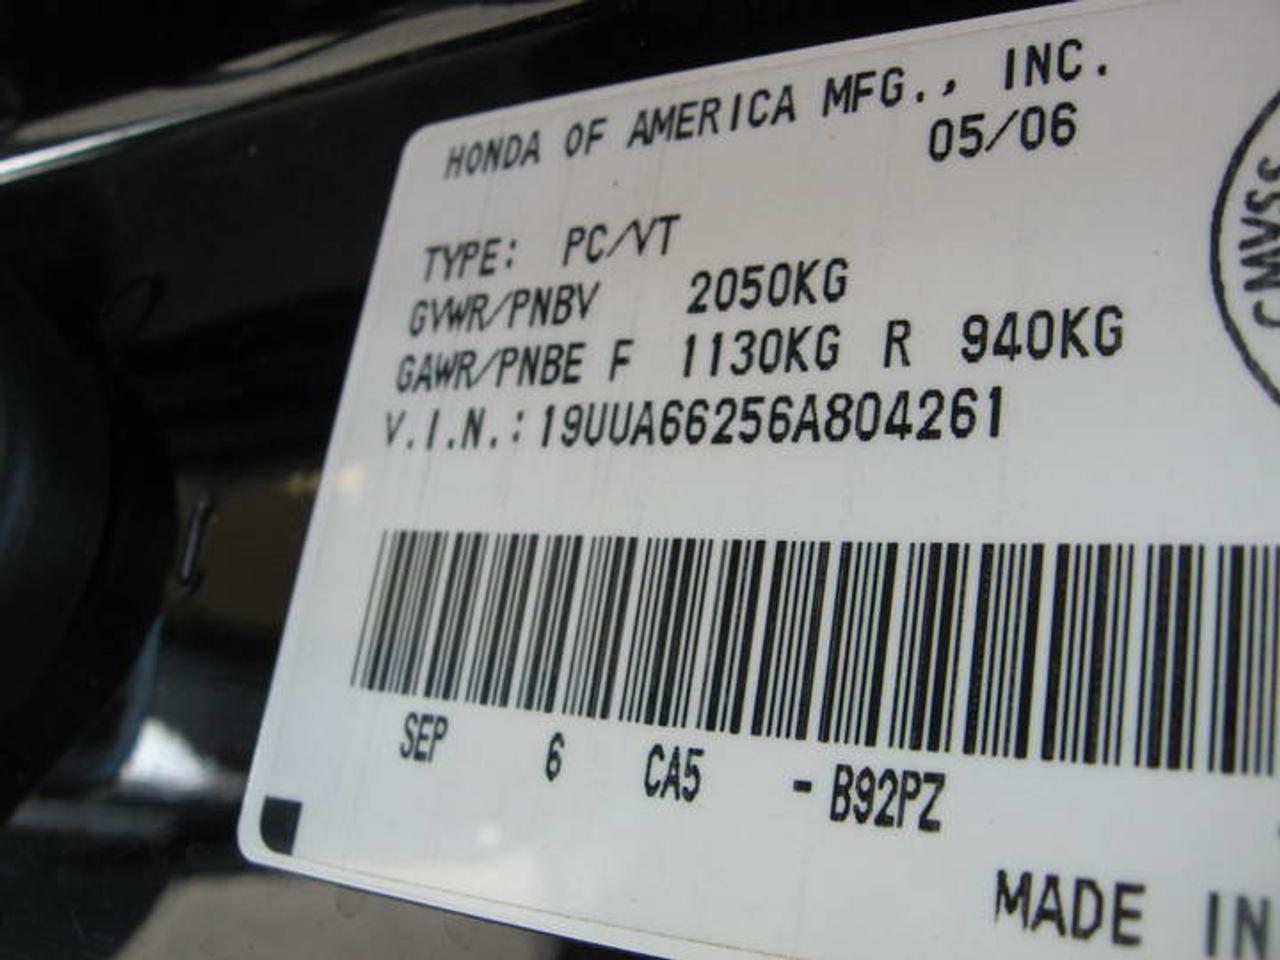 HONDA OF AMERICA MFG., INC.
05/06
TYPE: PC/VT
GVWR/PNBV 2050KG
GAWR/PNBE F 1130KG R 940KG
V.I.N.: 19UUA66256A804261
CMVSS
SEP 6 CA5 - B92PZ
MADE IN